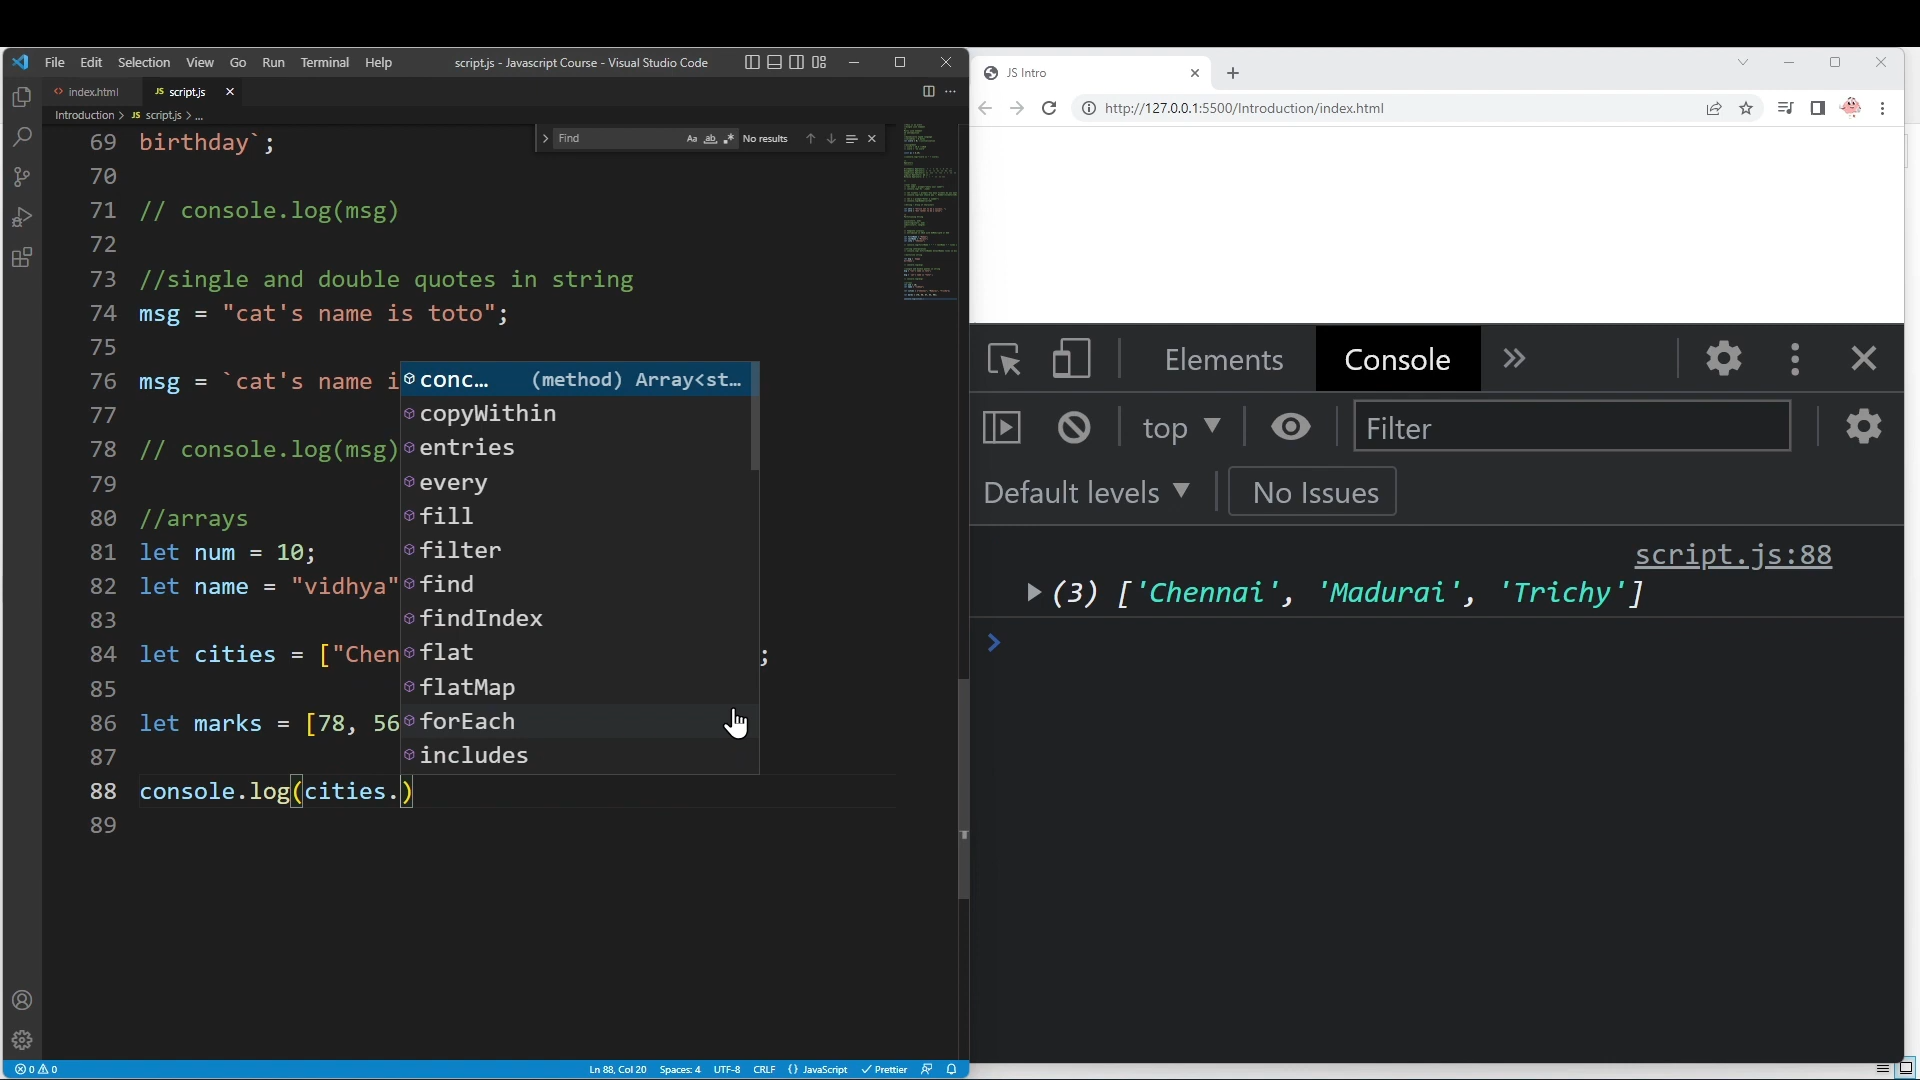 File Edit Selection View Go Run Terminal Help script.js - Javascript Course - Visual Studio Code
index.html JS script.js
Introduction > JS script.js > ...
Find Aa ab .* No results
69 birthday`;
70
71 // console.log(msg)
72
73 //single and double quotes in string
74 msg = "cat's name is toto";
75
76 msg = `cat's name i
77
78 // console.log(msg)
79
80 //arrays
81 let num = 10;
82 let name = "vidhya"
83
84 let cities = ["Chen ;
85
86 let marks = [78, 56
87
88 console.log(cities.)
89
conc... (method) Array<st...
copyWithin
entries
every
fill
filter
find
findIndex
flat
flatMap
forEach
includes
0 0 Ln 88, Col 20 Spaces: 4 UTF-8 CRLF {} JavaScript Prettier
JS Intro
http://127.0.0.1:5500/Introduction/index.html
Elements Console
top Filter
Default levels No Issues
script.js:88
(3) ['Chennai', 'Madurai', 'Trichy']